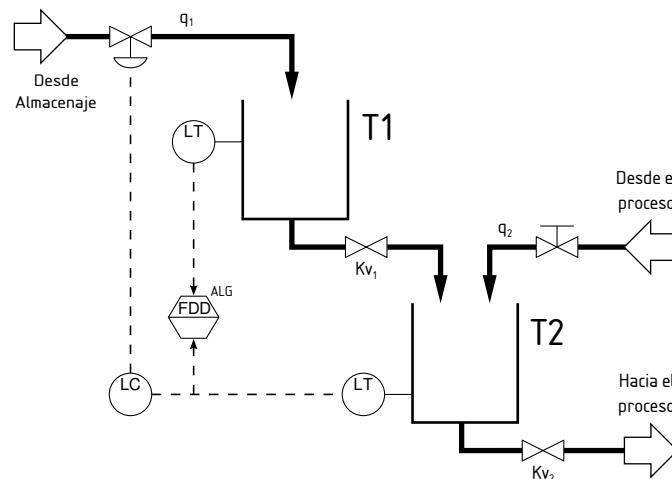 q₁
Desde
Almacenaje
LT
T1
Desde e
proceso
q₂
Kv₁
ALG
FDD
T2
LC
LT
Hacia el
proceso
Kv₂